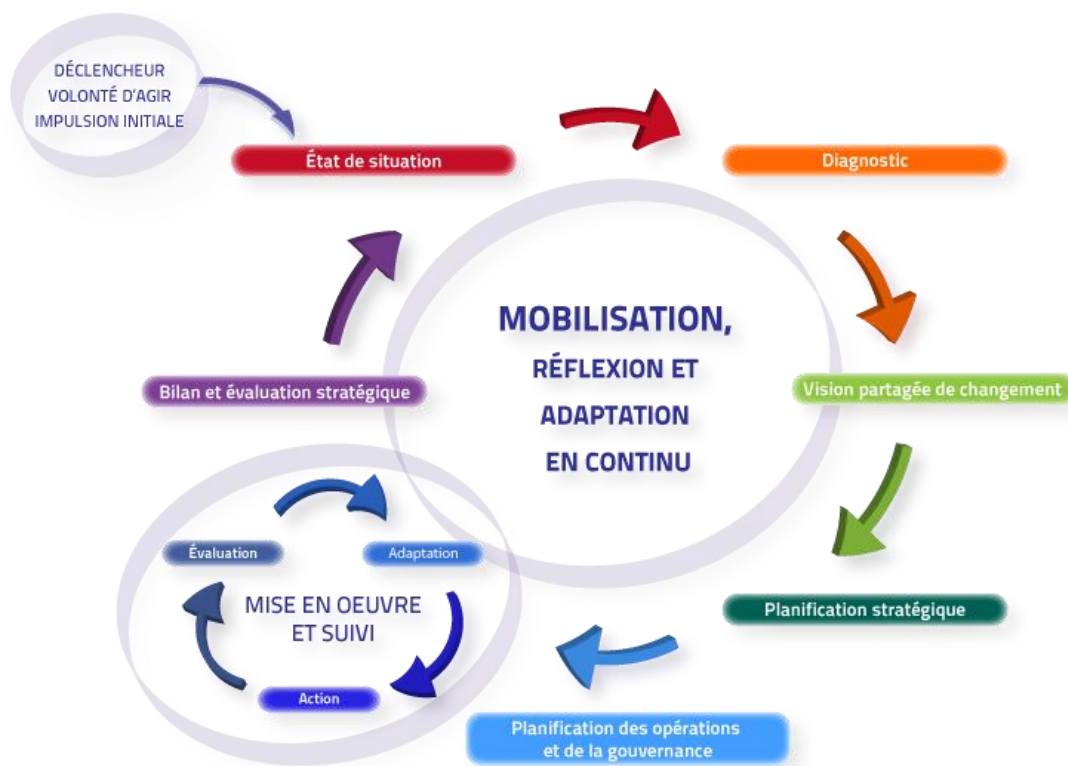 DÉCLENCHEUR
VOLONTÉ D'AGIR
IMPULSION INITIALE
État de situation
Diagnostic
MOBILISATION,
RÉFLEXION ET
ADAPTATION
EN CONTINU
Bilan et évaluation stratégique
Vision partagée de changement
Évaluation
Adaptation
MISE EN OEUVRE
ET SUIVI
Action
Planification stratégique
Planification des opérations
et de la gouvernance